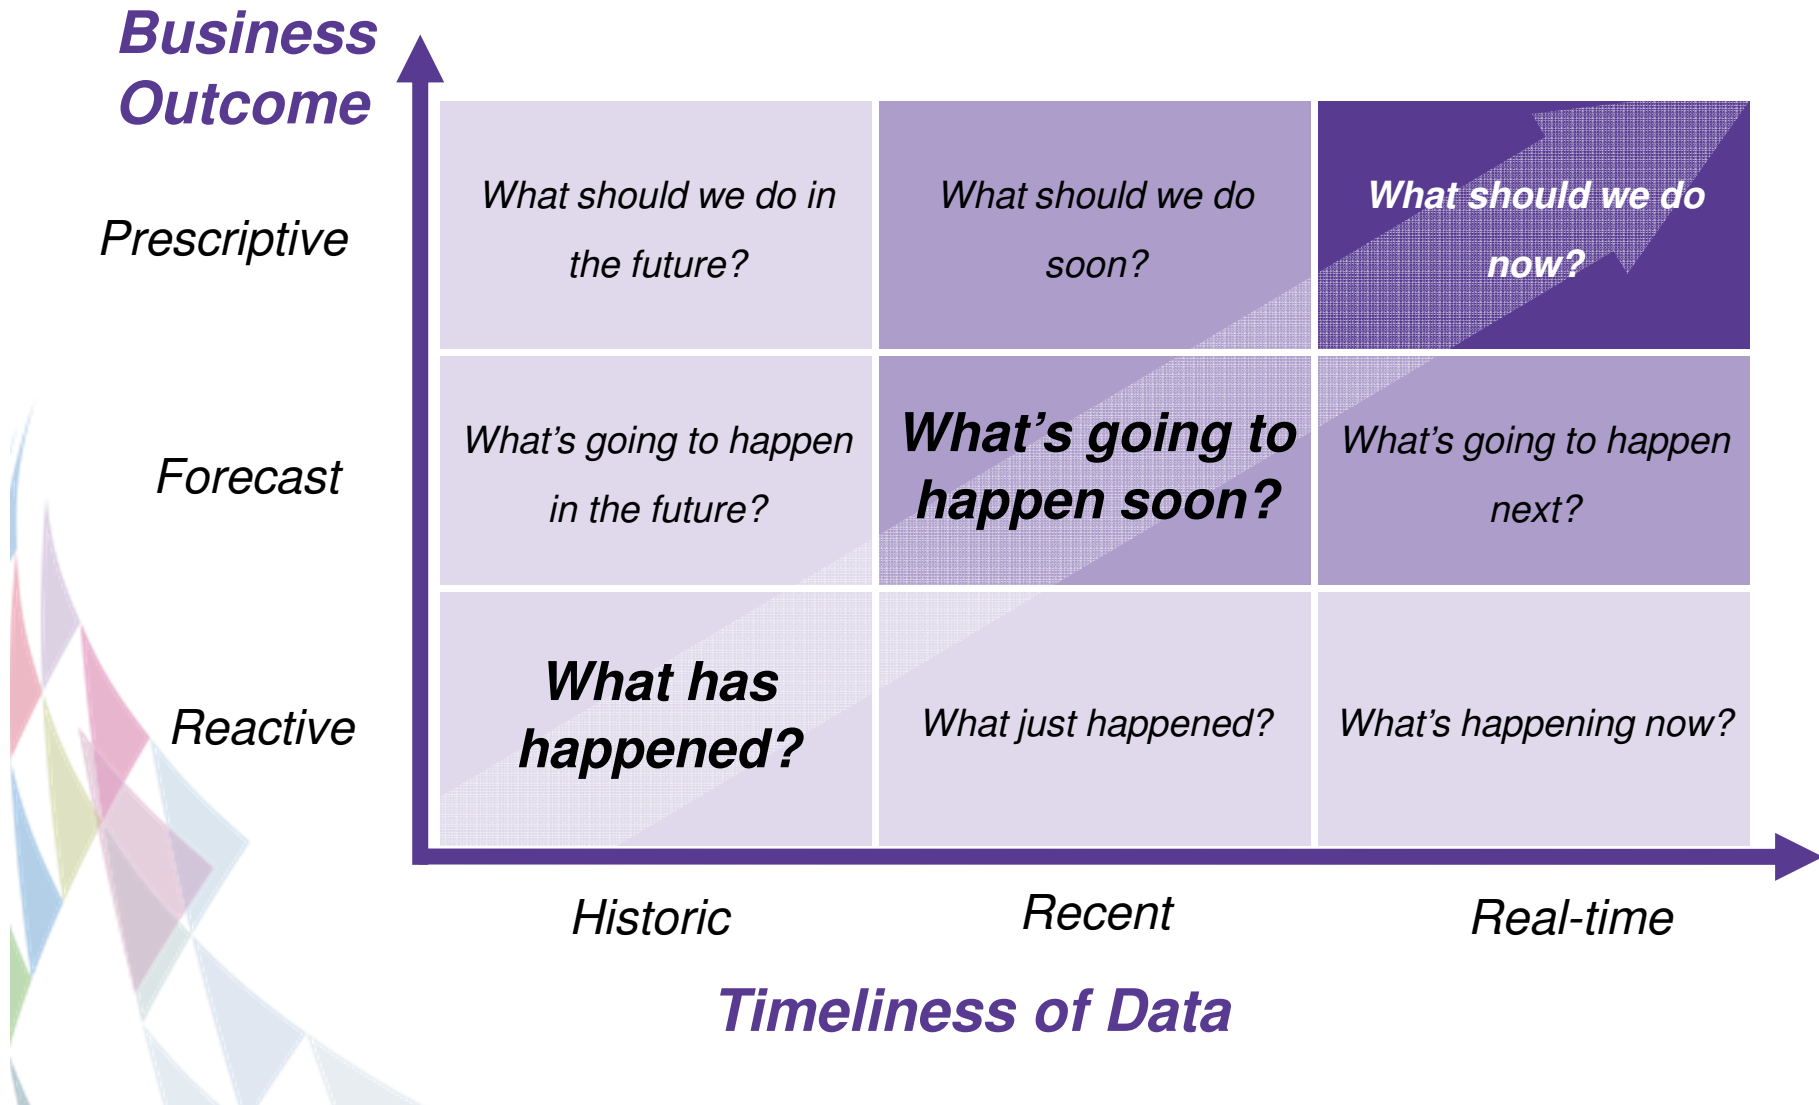 Business
Outcome
Prescriptive
What should we do in
the future?
What should we do
soon?
What should we do
now?
Forecast
What's going to happen
in the future?
What's going to
happen soon?
What's going to happen
next?
Reactive
What has
happened?
What just happened?
What's happening now?
Historic
Recent
Real-time
Timeliness of Data